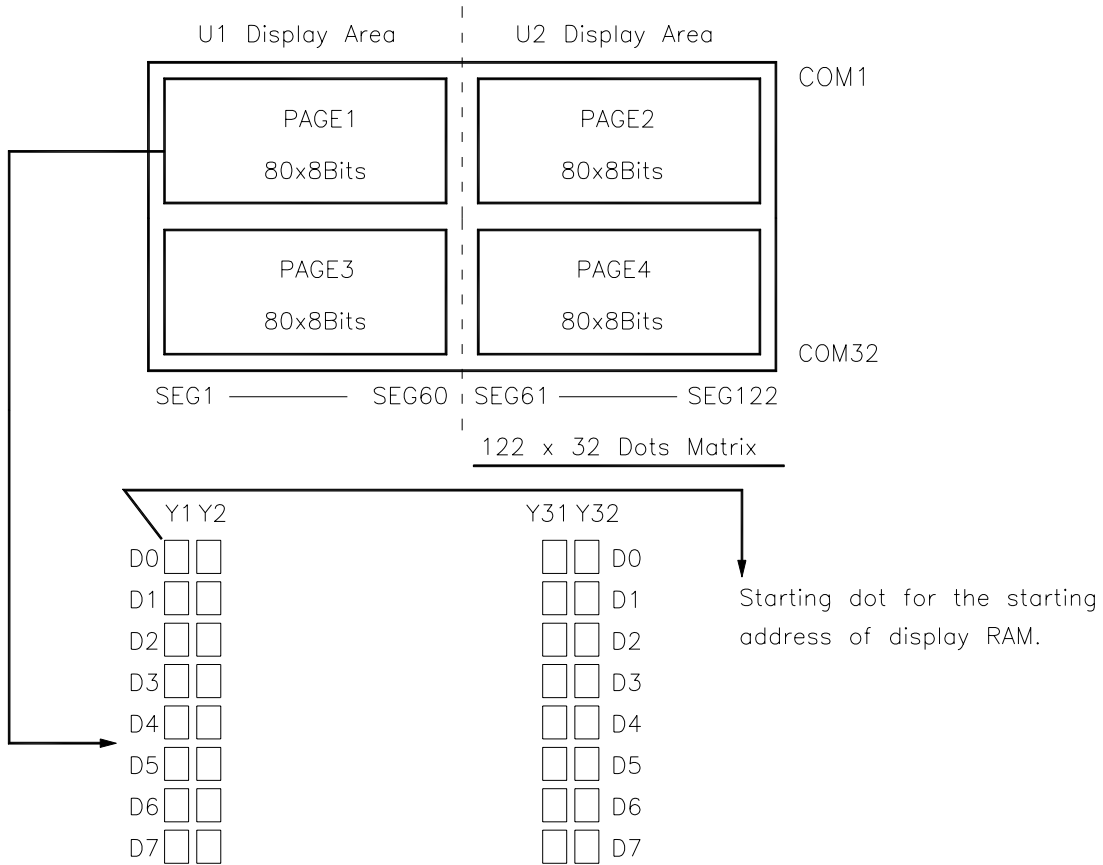 U1 Display Area
U2 Display Area
COM1
PAGE1
80x8Bits
PAGE2
80x8Bits
PAGE3
80x8Bits
PAGE4
80x8Bits
COM32
SEG1
SEG60
SEG61
SEG122
122 x 32 Dots Matrix
Y1 Y2
Y31 Y32
D0
D0
D1
D1
D2
D2
D3
D3
D4
D4
D5
D5
D6
D6
D7
D7
Starting dot for the starting
address of display RAM.